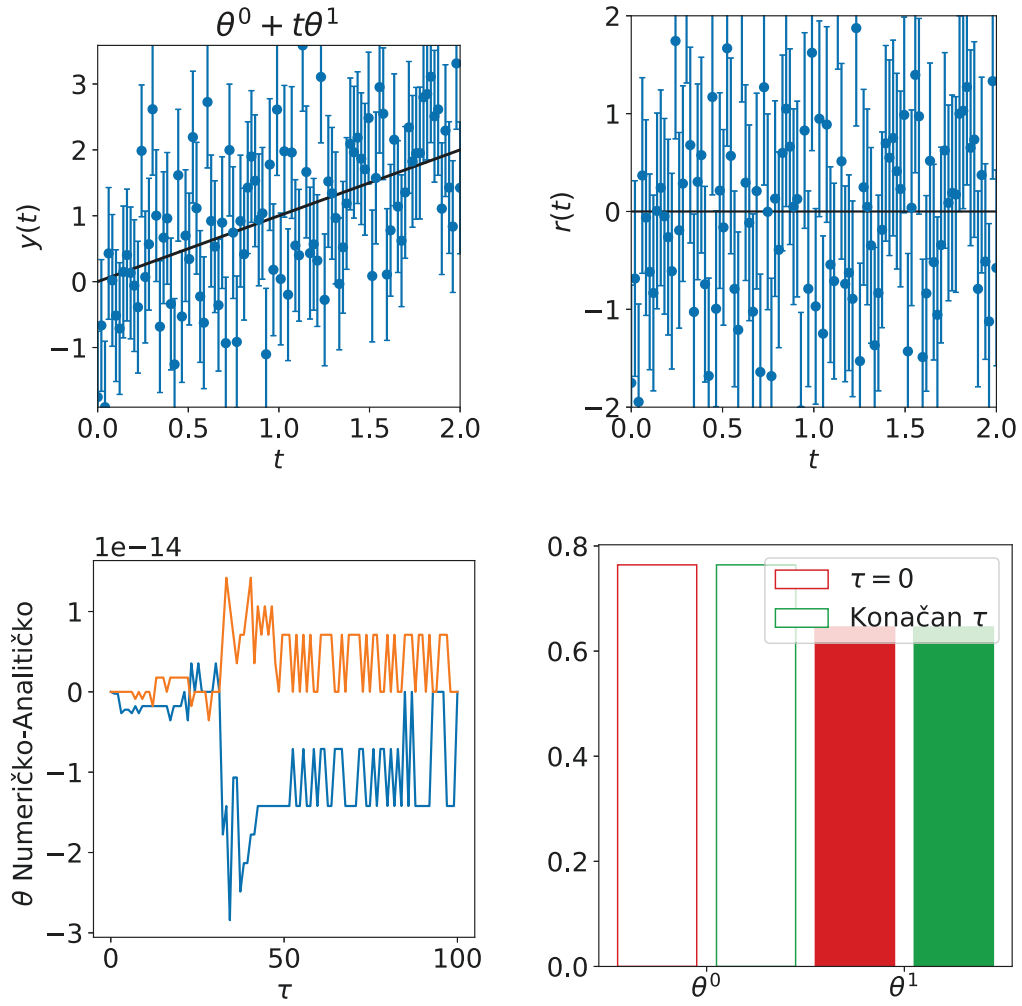 θ⁰ + tθ¹
y(t)
3
2
1
0
−1
0.0 0.5 1.0 1.5 2.0
t
r(t)
2
1
0
−1
−2
0.0 0.5 1.0 1.5 2.0
t
1e−14
θ Numeričko-Analitičko
1
0
−1
−2
−3
0 50 100
τ
0.8
0.6
0.4
0.2
0.0
τ = 0
Konačan τ
θ⁰ θ¹